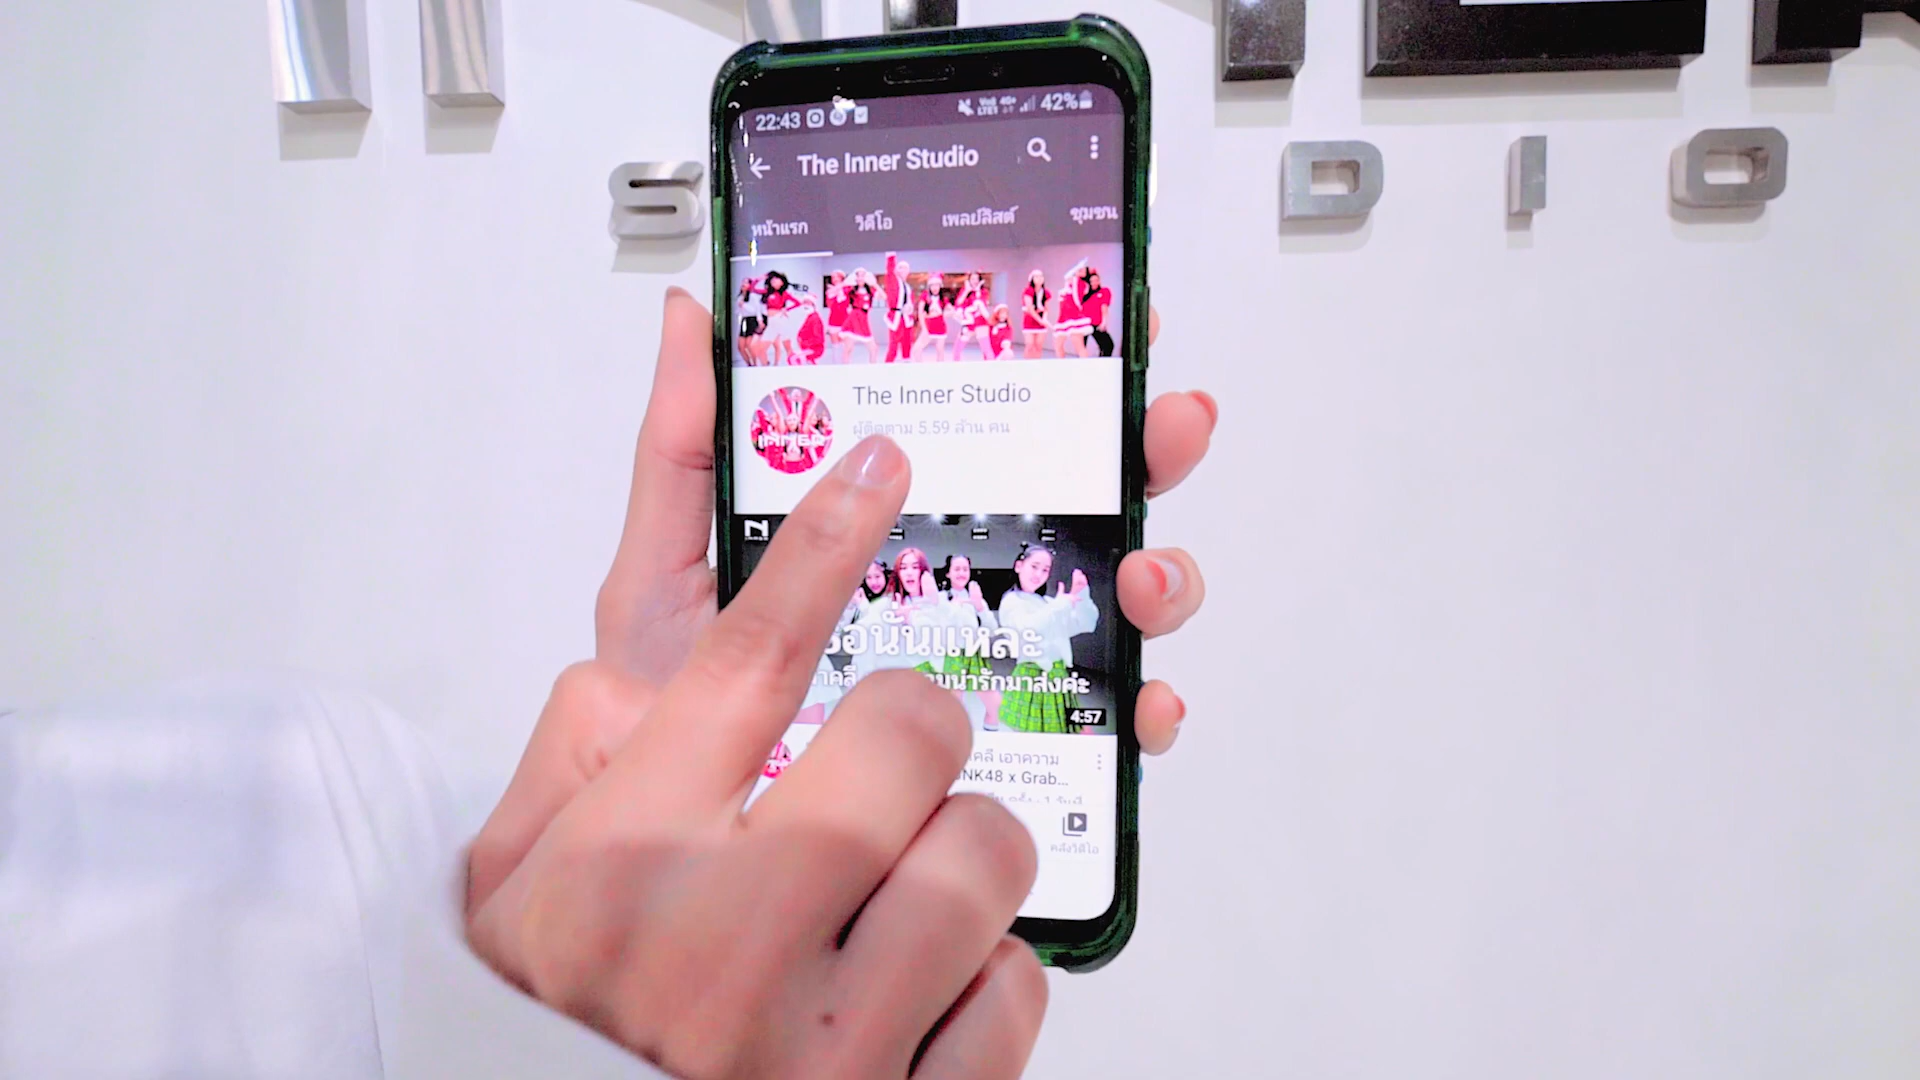 S DIO
22:43 42%
The Inner Studio
หน้าแรก วิดีโอ เพลย์ลิสต์ ชุมชน
The Inner Studio
ผู้ติดตาม 5.59 ล้าน คน
INNER
INNER
นั่นแหละ
น่ารักมาส่งค่ะ
4:57
คลี เอาความ
x Grab...
คลังวิดีโอ